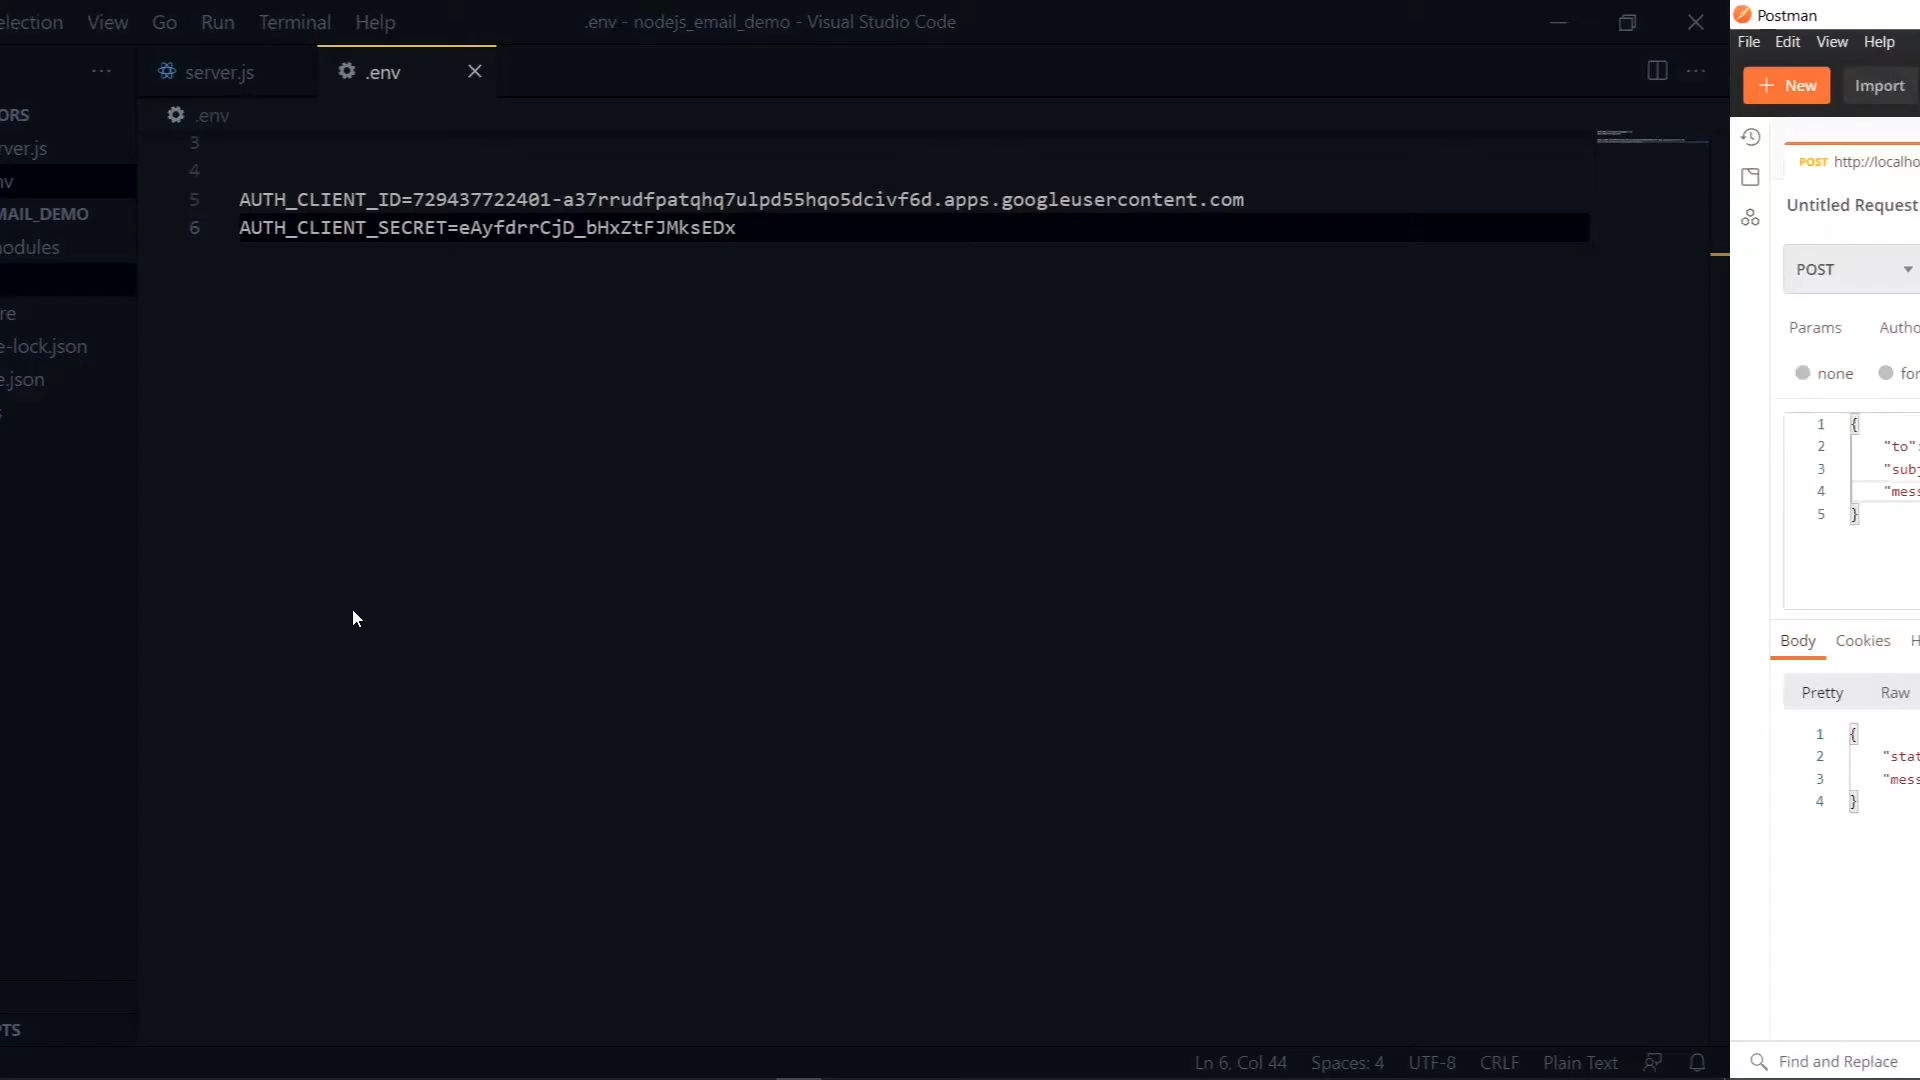 election View Go Run Terminal Help
.env - nodejs_email_demo - Visual Studio Code
server.js
.env
ORS
rver.js
nv
MAIL_DEMO
nodules
re
e-lock.json
e.json
PTS
.env
3
4
5 AUTH_CLIENT_ID=729437722401-a37rrudfpatqhq7ulpd55hqo5dcivf6d.apps.googleusercontent.com
6 AUTH_CLIENT_SECRET=eAyfdrrCjD_bHxZtFJMksEDx
Ln 6, Col 44 Spaces: 4 UTF-8 CRLF Plain Text
Postman
File Edit View Help
+ New Import
POST http://localho
Untitled Request
POST
Params Autho
none for
1 {
2 "to":
3 "subj
4 "mess
5 }
Body Cookies H
Pretty Raw
1 {
2 "stat
3 "mess
4 }
Find and Replace